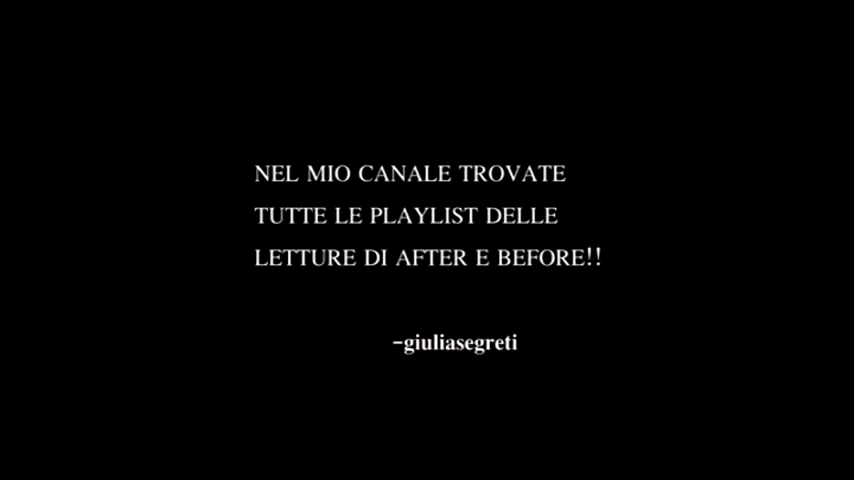 NEL MIO CANALE TROVATE
TUTTE LE PLAYLIST DELLE
LETTURE DI AFTER E BEFORE!!
-giuliasegreti